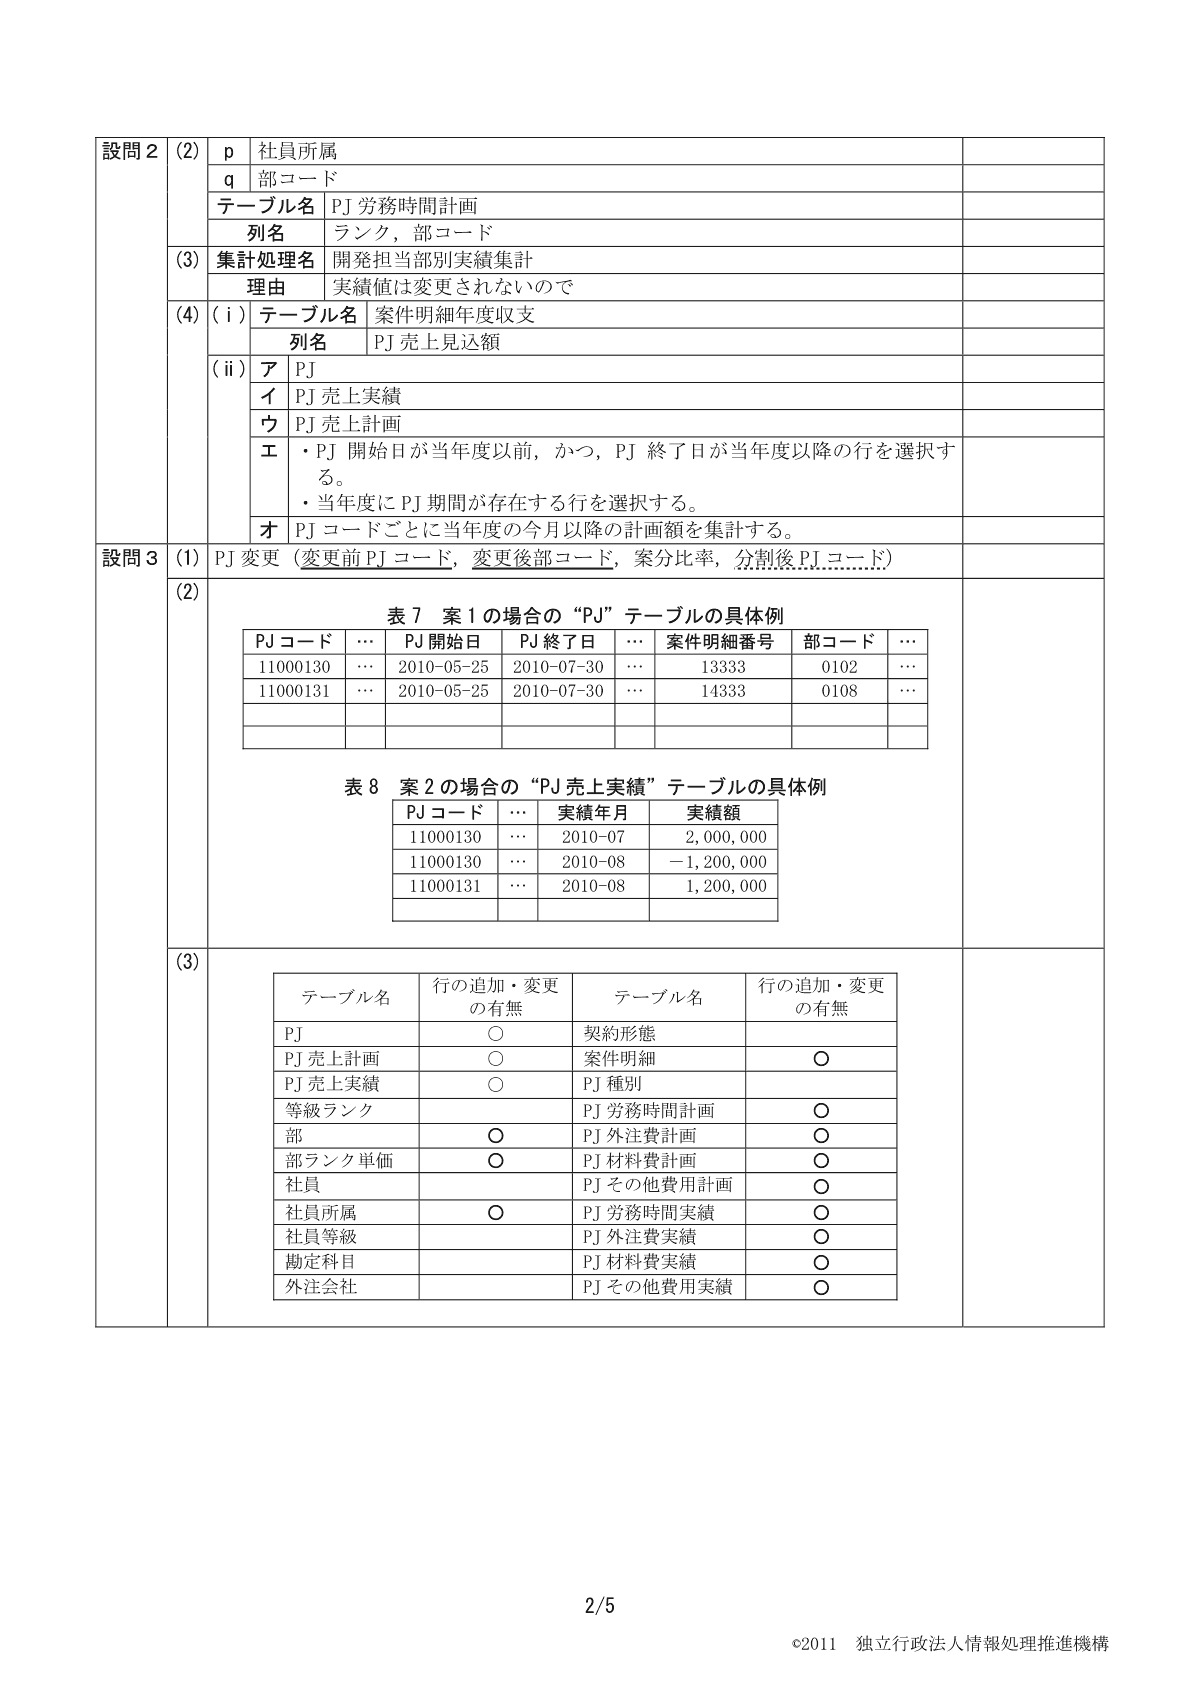 設問２ (2) p 社員所属
q 部コード
テーブル名 PJ 労務時間計画
列名 ランク，部コード
(3) 集計処理名 開発担当部別実績集計
理由 実績値は変更されないので
(4) (ⅰ) テーブル名 案件明細年度収支
列名 PJ 売上見込額
(ⅱ) ア PJ
イ PJ 売上実績
ウ PJ 売上計画
エ ・PJ 開始日が当年度以前，かつ，PJ 終了日が当年度以降の行を選択す
る。
・当年度に PJ 期間が存在する行を選択する。
オ PJ コードごとに当年度の今月以降の計画額を集計する。
設問３ (1) PJ 変更（変更前 PJ コード，変更後部コード，案分比率，分割後 PJ コード）
(2)
表７　案１の場合の“PJ”テーブルの具体例
PJ コード … PJ 開始日 PJ 終了日 … 案件明細番号 部コード …
11000130 … 2010-05-25 2010-07-30 … 13333 0102 …
11000131 … 2010-05-25 2010-07-30 … 14333 0108 …
表８　案２の場合の“PJ 売上実績”テーブルの具体例
PJ コード … 実績年月 実績額
11000130 … 2010-07 2,000,000
11000130 … 2010-08 －1,200,000
11000131 … 2010-08 1,200,000
(3)
テーブル名 行の追加・変更の有無 テーブル名 行の追加・変更の有無
PJ ○ 契約形態
PJ 売上計画 ○ 案件明細 ○
PJ 売上実績 ○ PJ 種別
等級ランク PJ 労務時間計画 ○
部 ○ PJ 外注費計画 ○
部ランク単価 ○ PJ 材料費計画 ○
社員 PJ その他費用計画 ○
社員所属 ○ PJ 労務時間実績 ○
社員等級 PJ 外注費実績 ○
勘定科目 PJ 材料費実績 ○
外注会社 PJ その他費用実績 ○
2/5
©2011　独立行政法人情報処理推進機構